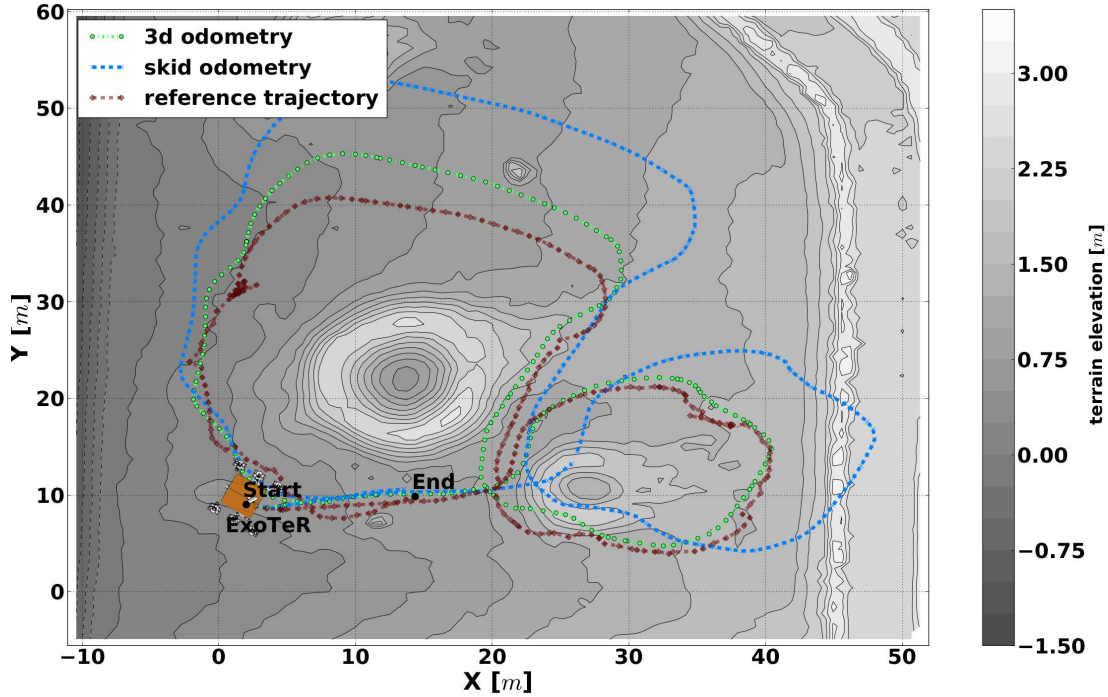 60
50
40
30
20
10
0
Y [m]
3d odometry
skid odometry
reference trajectory
Start
End
ExoTeR
−10
0
10
20
30
40
50
X [m]
3.00
2.25
1.50
0.75
0.00
−0.75
−1.50
terrain elevation [m]